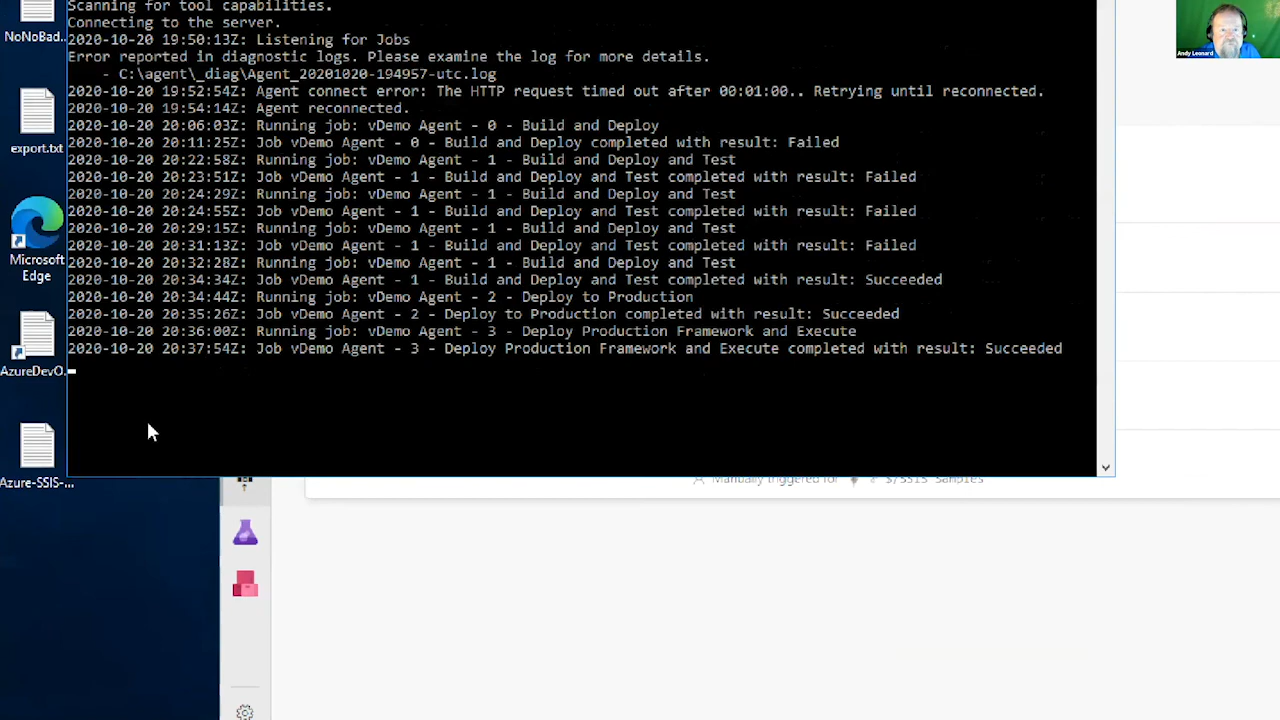 Scanning for tool capabilities.
Connecting to the server.
2020-10-20 19:50:13Z: Listening for Jobs
Error reported in diagnostic logs. Please examine the log for more details.
- C:\agent\_diag\Agent_20201020-194957-utc.log
2020-10-20 19:52:54Z: Agent connect error: The HTTP request timed out after 00:01:00.. Retrying until reconnected.
Agent reconnected.
2020-10-20 20:06:03Z: Running job: vDemo Agent - 0 - Build and Deploy
2020-10-20 20:11:25Z: Job vDemo Agent - 0 - Build and Deploy completed with result: Failed
2020-10-20 20:22:58Z: Running job: vDemo Agent - 1 - Build and Deploy and Test
2020-10-20 20:23:51Z: Job vDemo Agent - 1 - Build and Deploy and Test completed with result: Failed
2020-10-20 20:24:29Z: Running job: vDemo Agent - 1 - Build and Deploy and Test
2020-10-20 20:24:55Z: Job vDemo Agent - 1 - Build and Deploy and Test completed with result: Failed
2020-10-20 20:29:15Z: Running job: vDemo Agent - 1 - Build and Deploy and Test
2020-10-20 20:31:13Z: Job vDemo Agent - 1 - Build and Deploy and Test completed with result: Failed
2020-10-20 20:32:28Z: Running job: vDemo Agent - 1 - Build and Deploy and Test
2020-10-20 20:34:34Z: Job vDemo Agent - 1 - Build and Deploy and Test completed with result: Succeeded
2020-10-20 20:34:44Z: Running job: vDemo Agent - 2 - Deploy to Production
2020-10-20 20:35:26Z: Job vDemo Agent - 2 - Deploy to Production completed with result: Succeeded
2020-10-20 20:36:00Z: Running job: vDemo Agent - 3 - Deploy Production Framework and Execute
2020-10-20 20:37:54Z: Job vDemo Agent - 3 - Deploy Production Framework and Execute completed with result: Succeeded
NoNoBad...
export.txt
Microsoft
Edge
AzureDevO...
Azure-SSIS-...
Andy Leonard
Manually triggered for
Samples